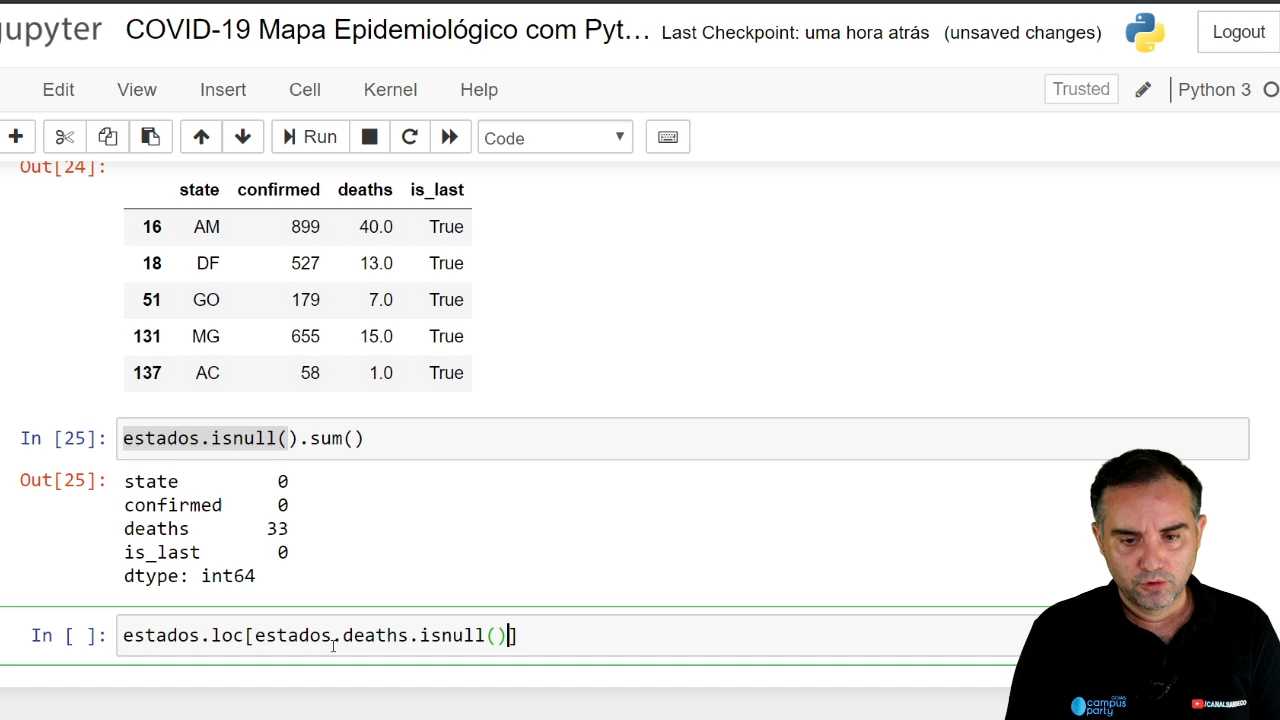 jupyter COVID-19 Mapa Epidemiológico com Pyt... Last Checkpoint: uma hora atrás (unsaved changes) Logout
Edit View Insert Cell Kernel Help Trusted Python 3
Run Code
Out[24]:
state confirmed deaths is_last
16 AM 899 40.0 True
18 DF 527 13.0 True
51 GO 179 7.0 True
131 MG 655 15.0 True
137 AC 58 1.0 True
In [25]: estados.isnull().sum()
Out[25]: state 0
confirmed 0
deaths 33
is_last 0
dtype: int64
In [ ]: estados.loc[estados.deaths.isnull()]
GOIÁS
campus
party